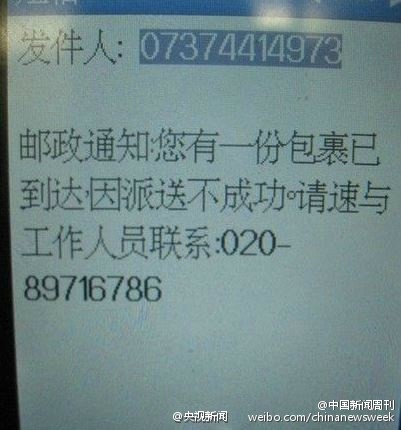 发件人: 07374414973
邮政通知:您有一份包裹已
到达,因派送不成功。请速与
工作人员联系:020-
89716786
@中国新闻周刊
@央视新闻 weibo.com/chinanewsweek